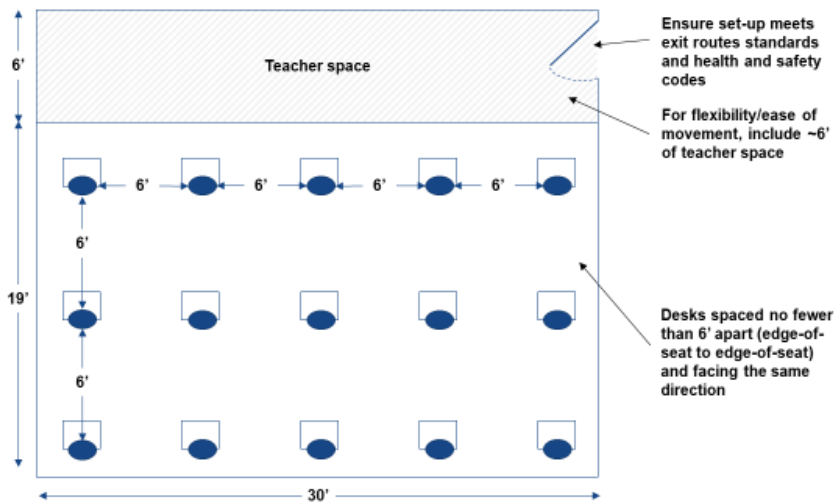 Ensure set-up meets
exit routes standards
and health and safety
codes
6’
Teacher space
For flexibility/ease of
movement, include ~6’
of teacher space
6’
6’
6’
6’
6’
19’
Desks spaced no fewer
than 6’ apart (edge-of-
seat to edge-of-seat)
and facing the same
direction
6’
30’